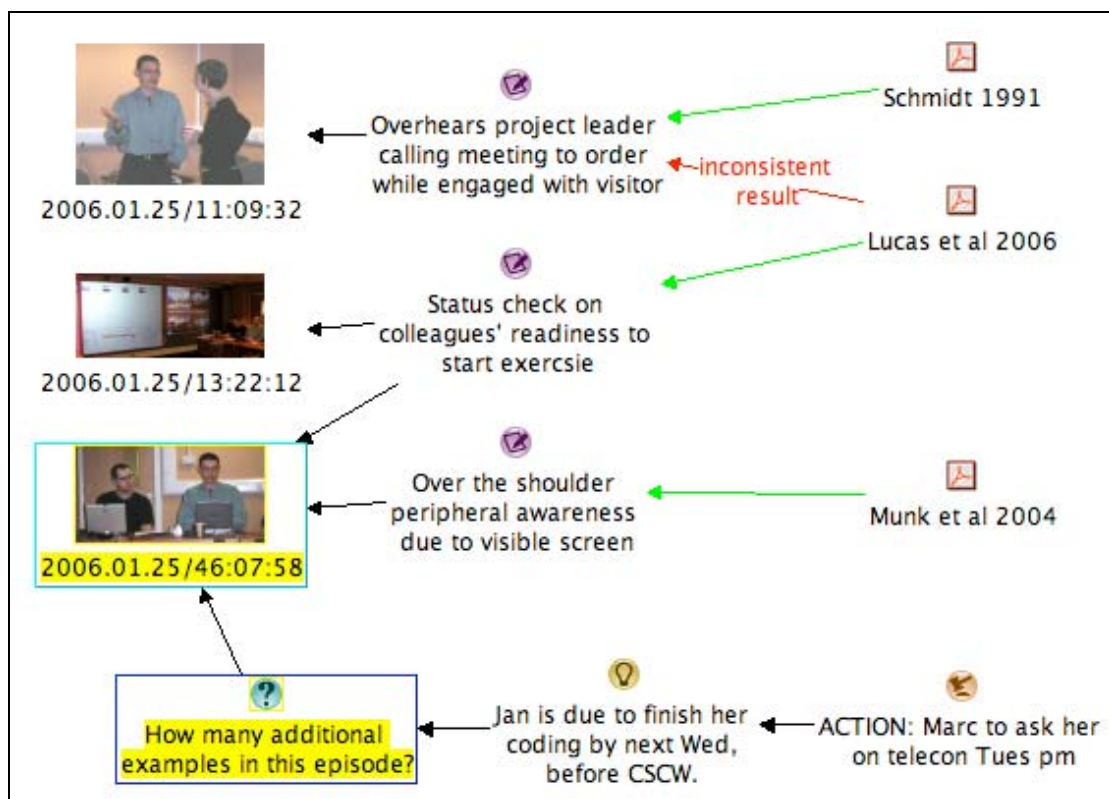 Schmidt 1991
Overhears project leader
calling meeting to order
while engaged with visitor
inconsistent
result
2006.01.25/11:09:32
Lucas et al 2006
Status check on
colleagues' readiness to
start exercsie
2006.01.25/13:22:12
Over the shoulder
peripheral awareness
due to visible screen
Munk et al 2004
2006.01.25/46:07:58
?
How many additional
examples in this episode?
Jan is due to finish her
coding by next Wed,
before CSCW.
ACTION: Marc to ask her
on telecon Tues pm